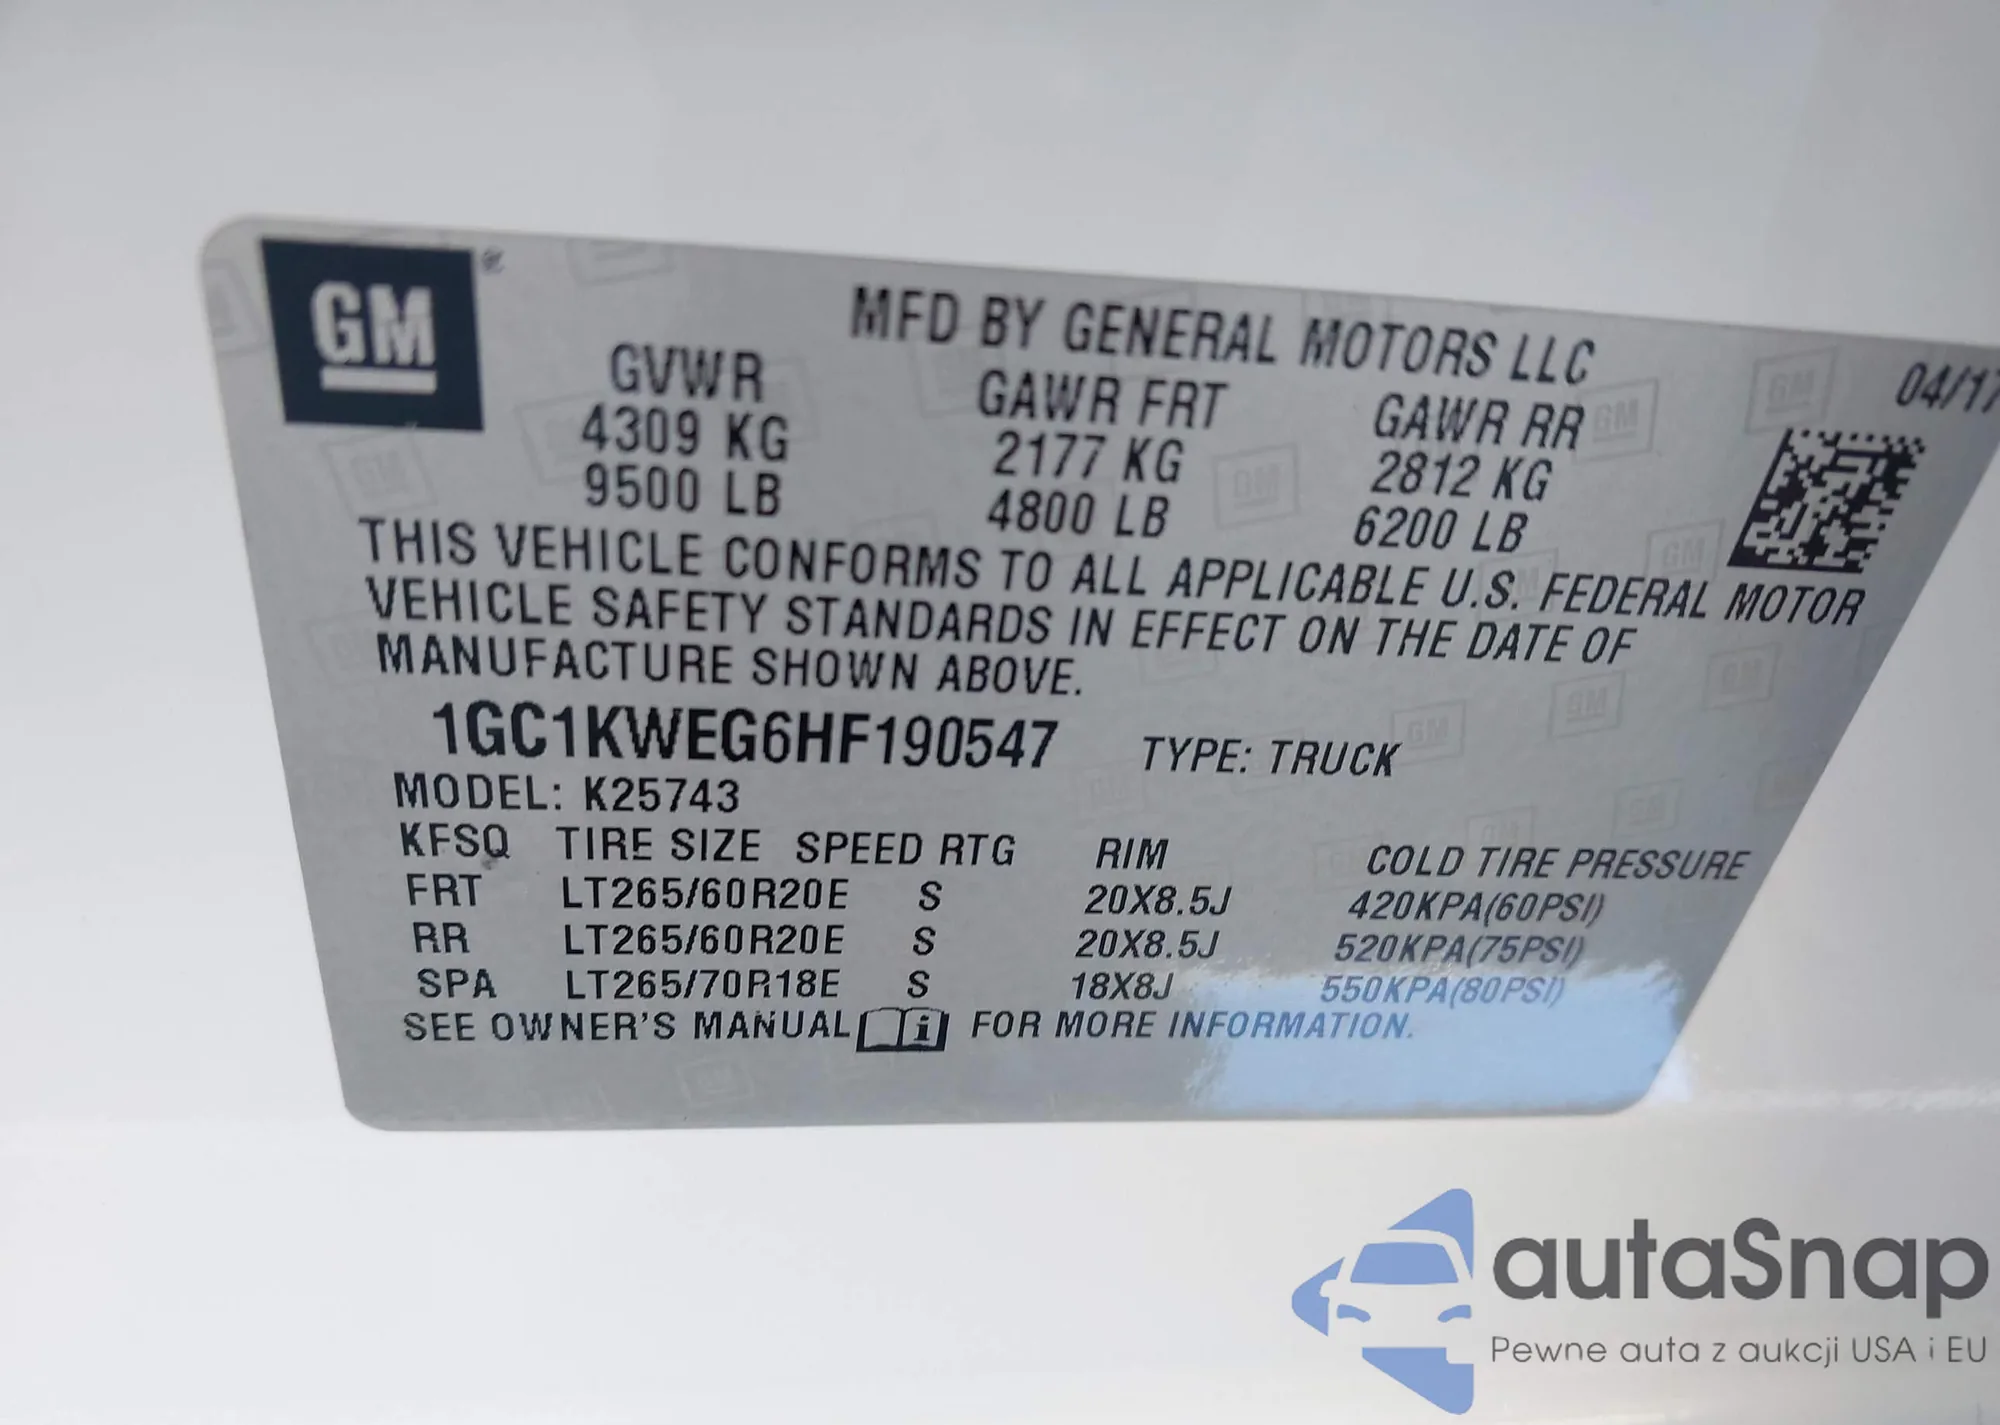 GM
MFD BY GENERAL MOTORS LLC
04/17
GVWR GAWR FRT GAWR RR
4309 KG 2177 KG 2812 KG
9500 LB 4800 LB 6200 LB
THIS VEHICLE CONFORMS TO ALL APPLICABLE U.S. FEDERAL MOTOR
VEHICLE SAFETY STANDARDS IN EFFECT ON THE DATE OF
MANUFACTURE SHOWN ABOVE.
1GC1KWEG6HF190547 TYPE: TRUCK
MODEL: K25743
KFSQ TIRE SIZE SPEED RTG RIM COLD TIRE PRESSURE
FRT LT265/60R20E S 20X8.5J 420KPA(60PSI)
RR LT265/60R20E S 20X8.5J 520KPA(75PSI)
SPA LT265/70R18E S 18X8J 550KPA(80PSI)
SEE OWNER'S MANUAL i FOR MORE INFORMATION.
autaSnap
Pewne auta z aukcji USA i EU